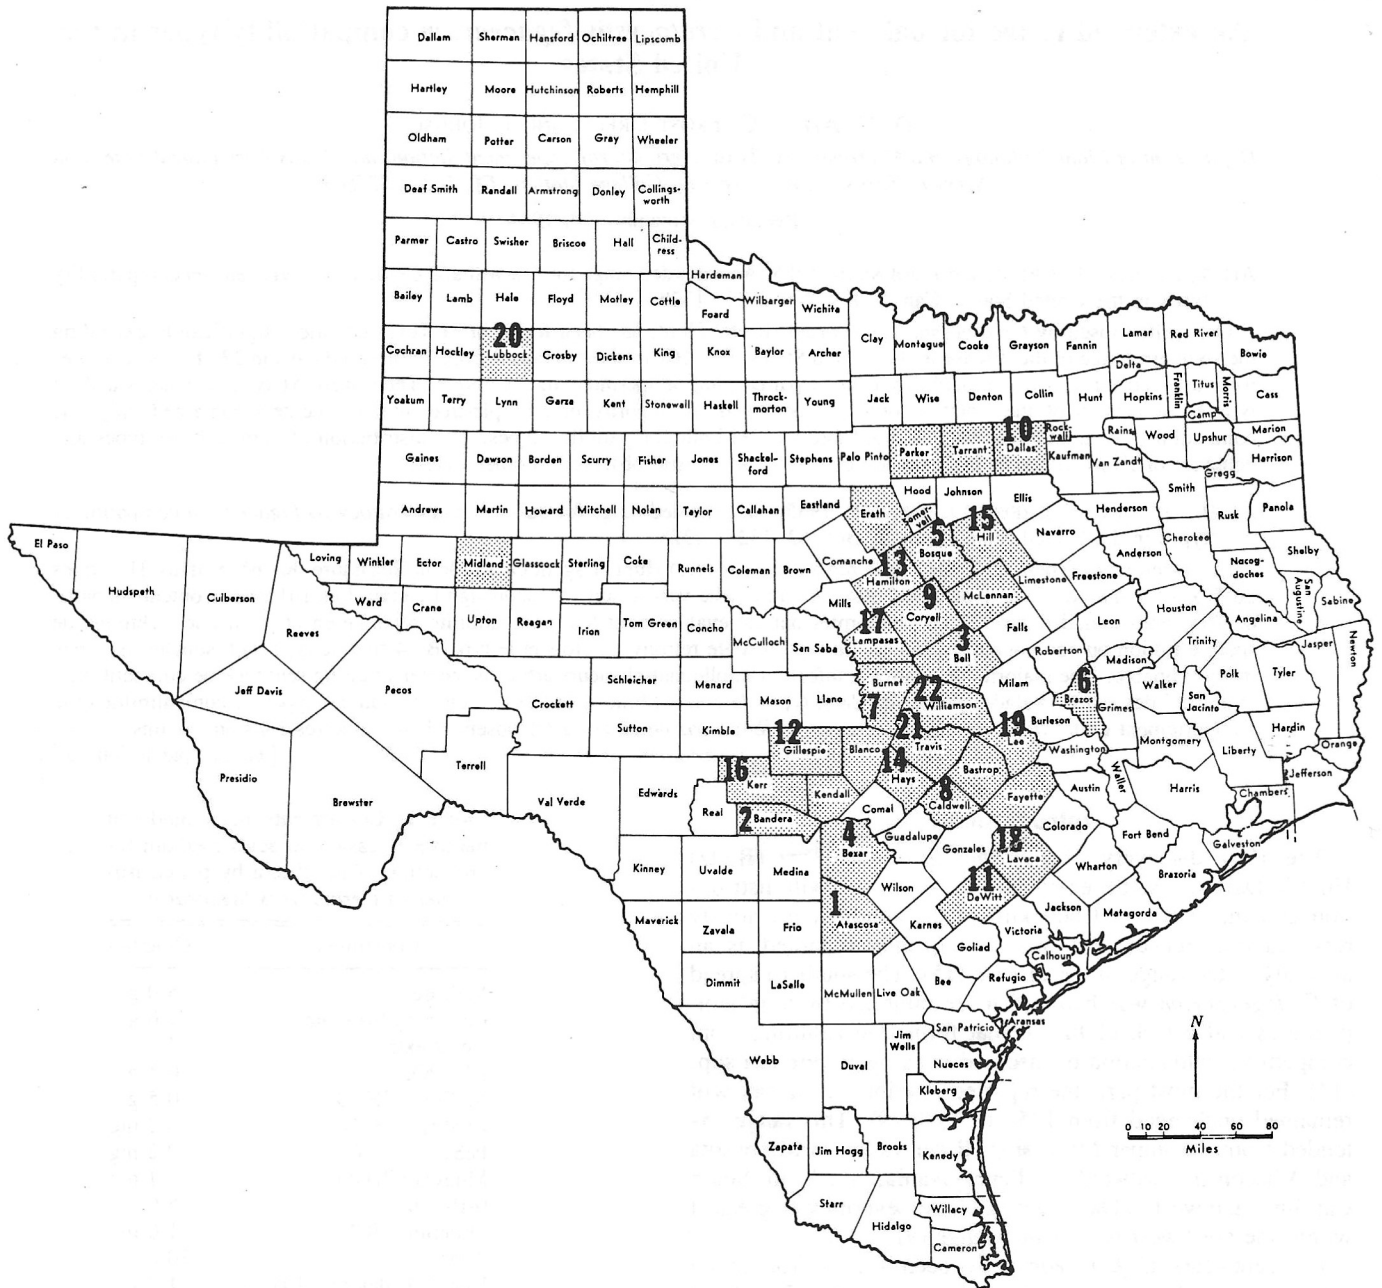 Dallam Sherman Hansford Ochiltree Lipscomb
Hartley Moore Hutchinson Roberts Hemphill
Oldham Potter Carson Gray Wheeler
Deaf Smith Randall Armstrong Donley Collings-
worth
Parmer Castro Swisher Briscoe Hall Child-
ress
Hardeman
Bailey Lamb Hale Floyd Motley Cottle Foard Wilbarger Wichita
20
Cochran Hockley Lubbock Crosby Dickens King Knox Baylor Archer Clay Montague Cooke Grayson Fannin Lamar Red River Bowie
Delta Franklin Titus Morris
Yoakum Terry Lynn Garza Kent Stonewall Haskell Throck-
morton Young Jack Wise Denton Collin Hunt Hopkins Camp Cass
10
Rock-
wall Rains Wood Upshur Marion
Gaines Dawson Borden Scurry Fisher Jones Shackel-
ford Stephens Palo Pinto Parker Tarrant Dallas Kaufman Van Zandt Gregg Harrison
Andrews Martin Howard Mitchell Nolan Taylor Callahan Eastland Erath Hood Johnson Ellis Henderson Smith Rusk Panola
Somer-
vell
5
15
El Paso Hudspeth Culberson Reeves Loving Winkler Ector Midland Glasscock Sterling Coke Runnels Coleman Brown Comanche Bosque Hill Navarro Anderson Cherokee Nacog-
doches Shelby
13
Hamilton McLennan Limestone Freestone San Augustine Sabine
9
Ward Crane Upton Reagan Irion Tom Green Concho McCulloch San Saba Mills Coryell Falls Leon Houston Angelina
17
Lampasas
3
Bell Robertson Madison Trinity Polk Jasper Newton Tyler
Jeff Davis Pecos Crockett Schleicher Menard Mason Llano Burnet
22
Williamson Milam
6
Brazos Grimes Walker San Jacinto Hardin
7
Presidio Brewster Terrell Sutton Kimble
12
Gillespie Blanco
21
Travis
19
Lee Burleson Washington Montgomery Liberty Orange
16
Kerr Kendall
14
Hays Bastrop Fayette Austin Waller Harris Chambers Jefferson
Val Verde Edwards Real
2
Bandera Comal
8
Caldwell Colorado Fort Bend Galveston
Kinney Uvalde Medina
4
Bexar Guadalupe Gonzales
18
Lavaca Wharton Brazoria
Maverick Zavala Frio
1
Atascosa Wilson Karnes
11
DeWitt Jackson Matagorda
Victoria Goliad Calhoun
Dimmit LaSalle McMullen Live Oak Bee Refugio
San Patricio Aransas
Webb Duval Jim
Wells Nueces
Kleberg
Zapata Jim Hogg Brooks Kenedy
Starr Hidalgo Willacy
Cameron
N
0 10 20 40 60 80
Miles